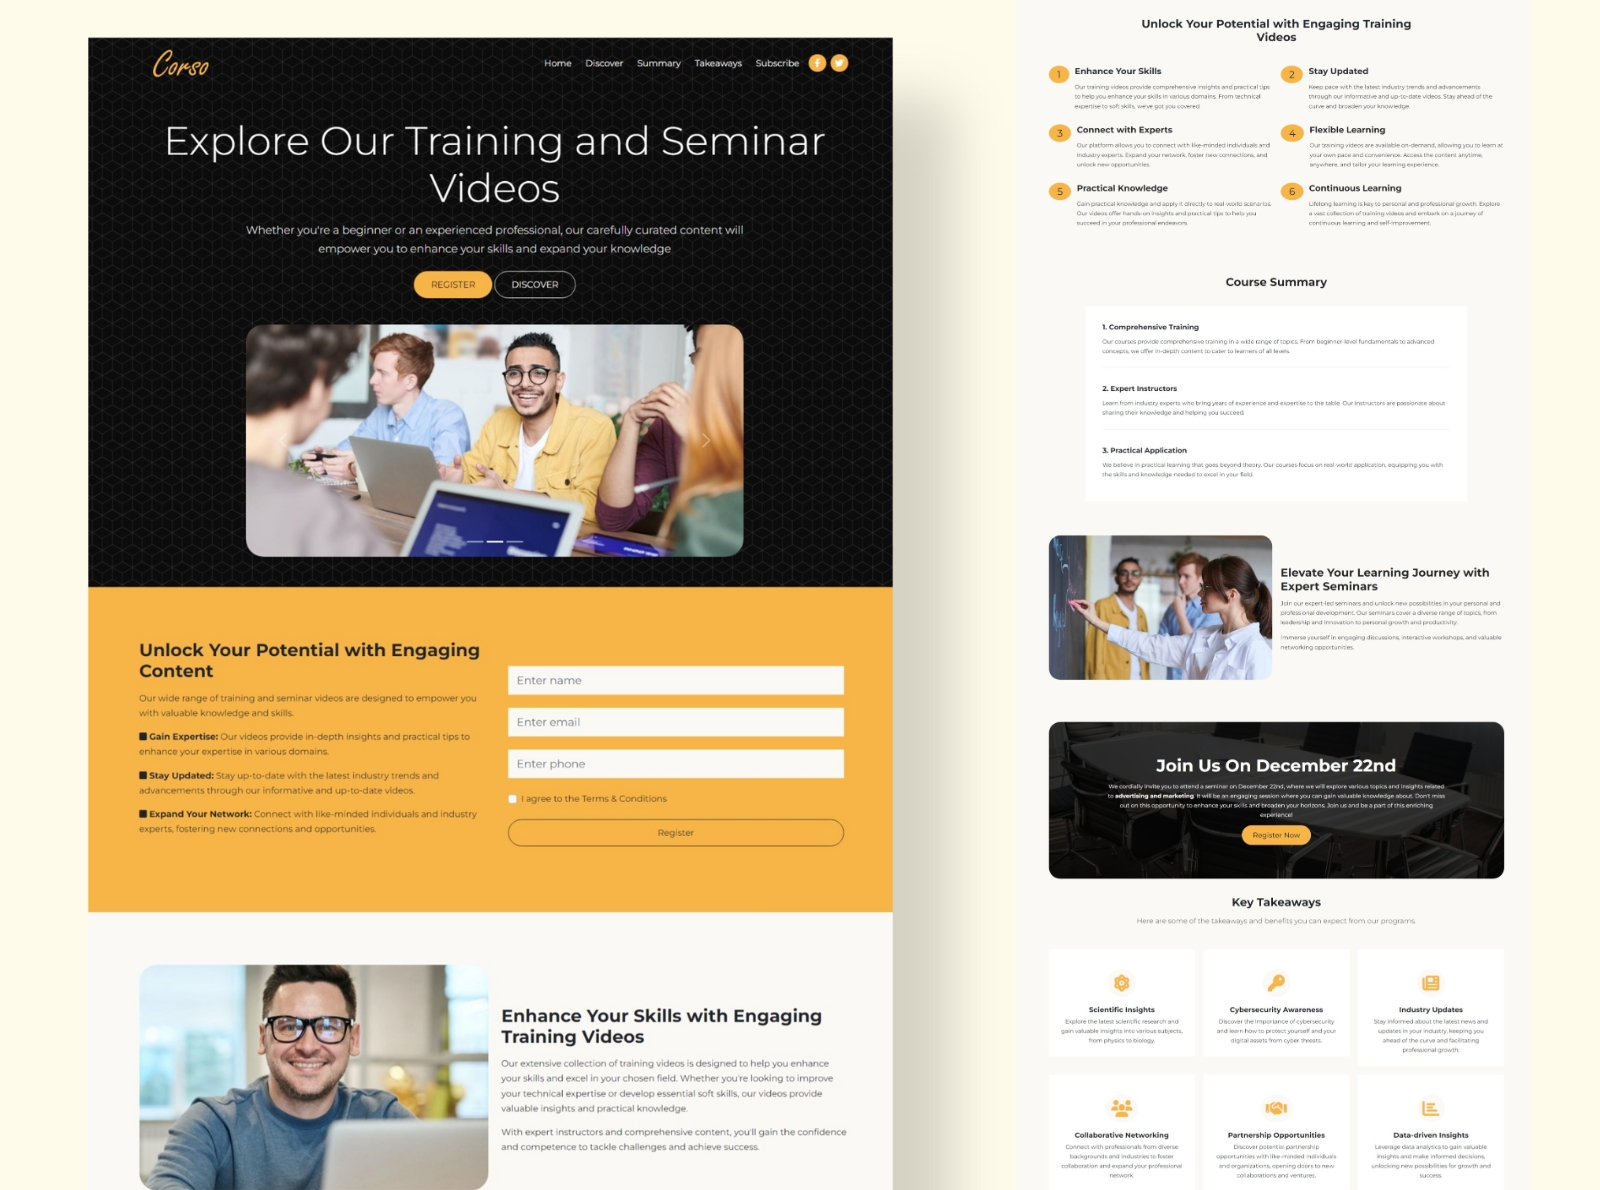 Corso
Home Discover Summary Takeaways Subscribe
Explore Our Training and Seminar
Videos
Whether you're a beginner or an experienced professional, our carefully curated content will
empower you to enhance your skills and expand your knowledge
REGISTER DISCOVER
Unlock Your Potential with Engaging
Content
Our wide range of training and seminar videos are designed to empower you
with valuable knowledge and skills.
Gain Expertise: Our videos provide in-depth insights and practical tips to
enhance your expertise in various domains.
Stay Updated: Stay up-to-date with the latest industry trends and
advancements through our informative and up-to-date videos.
Expand Your Network: Connect with like-minded individuals and industry
experts, fostering new connections and opportunities.
Enter name
Enter email
Enter phone
I agree to the Terms & Conditions
Register
Enhance Your Skills with Engaging
Training Videos
Our extensive collection of training videos is designed to help you enhance
your skills and excel in your chosen field. Whether you're looking to improve
your technical expertise or develop essential soft skills, our videos provide
valuable insights and practical knowledge.
With expert instructors and comprehensive content, you'll gain the confidence
and competence to tackle challenges and achieve success.
Unlock Your Potential with Engaging Training
Videos
1 Enhance Your Skills
Our training videos provide comprehensive insights and practical tips
to help you enhance your skills in various domains. From technical
expertise to soft skills, we've got you covered
2 Stay Updated
Keep pace with the latest industry trends and advancements
through our informative and up-to-date videos. Stay ahead of the
curve and broaden your knowledge.
3 Connect with Experts
Our platform allows you to connect with like-minded individuals and
industry experts. Expand your network, foster new connections, and
unlock new opportunities.
4 Flexible Learning
Our training videos are available on-demand, allowing you to learn at
your own pace and convenience. Access the content anytime,
anywhere, and tailor your learning experience.
5 Practical Knowledge
Gain practical knowledge and apply it directly to real-world scenarios.
Our videos offer hands-on insights and practical tips to help you
succeed in your professional endeavors.
6 Continuous Learning
Lifelong learning is key to personal and professional growth. Explore
a vast collection of training videos and embark on a journey of
continuous learning and self-improvement.
Course Summary
1. Comprehensive Training
Our courses provide comprehensive training in a wide range of topics. From beginner-level fundamentals to advanced
concepts, we offer in-depth content to cater to learners of all levels.
2. Expert Instructors
Learn from industry experts who bring years of experience and expertise to the table. Our instructors are passionate about
sharing their knowledge and helping you succeed.
3. Practical Application
We believe in practical learning that goes beyond theory. Our courses focus on real-world application, equipping you with
the skills and knowledge needed to excel in your field.
Elevate Your Learning Journey with
Expert Seminars
Join our expert-led seminars and unlock new possibilities in your personal and
professional development. Our seminars cover a diverse range of topics, from
leadership and innovation to personal growth and productivity.
Immerse yourself in engaging discussions, interactive workshops, and valuable
networking opportunities.
Join Us On December 22nd
We cordially invite you to attend a seminar on December 22nd, where we will explore various topics and insights related
to advertising and marketing. It will be an engaging session where you can gain valuable knowledge about. Don't miss
out on this opportunity to enhance your skills and broaden your horizons. Join us and be a part of this enriching
experience!
Register Now
Key Takeaways
Here are some of the takeaways and benefits you can expect from our programs.
Scientific Insights
Explore the latest scientific research and
gain valuable insights into various subjects,
from physics to biology.
Cybersecurity Awareness
Discover the importance of cybersecurity
and learn how to protect yourself and your
digital assets from cyber threats.
Industry Updates
Stay informed about the latest news and
updates in your industry, keeping you
ahead of the curve and facilitating
professional growth.
Collaborative Networking
Connect with professionals from diverse
backgrounds and industries to foster
collaboration and expand your professional
network.
Partnership Opportunities
Discover potential partnership
opportunities with like-minded individuals
and organizations, opening doors to new
collaborations and ventures.
Data-driven Insights
Leverage data analytics to gain valuable
insights and make informed decisions,
unlocking new possibilities for growth and
success.